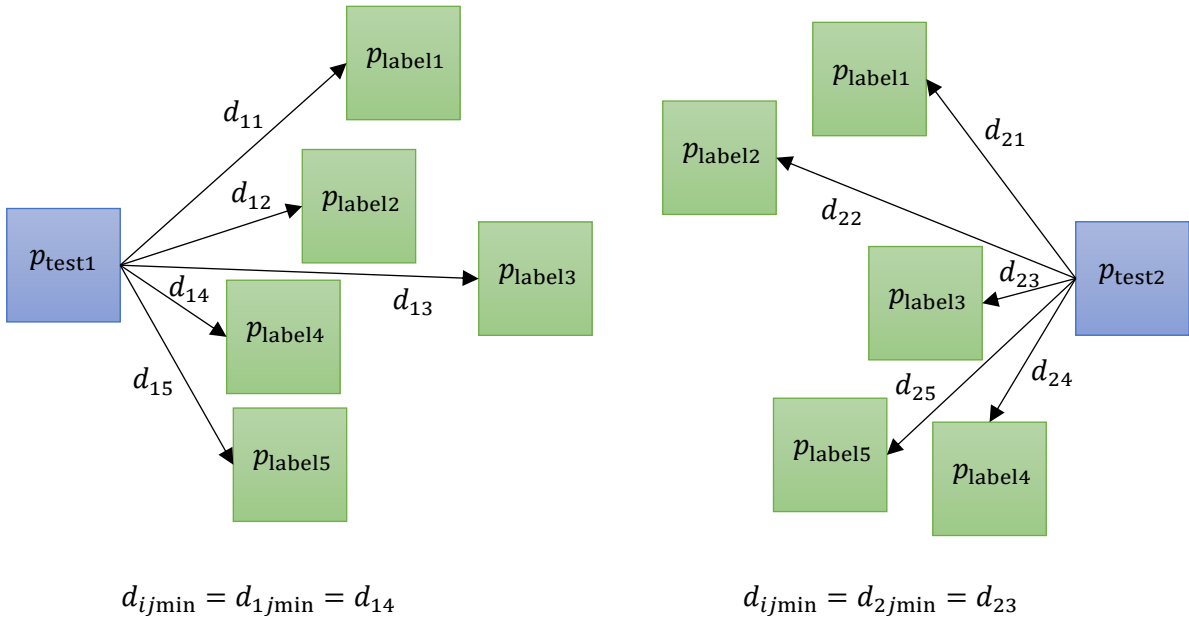 p_label1
d_11
d_12
p_label2
p_test1
p_label3
d_14
d_13
p_label4
d_15
p_label5
d_ijmin = d_1jmin = d_14
p_label1
d_21
p_label2
d_22
d_23
p_test2
p_label3
d_24
d_25
p_label5
p_label4
d_ijmin = d_2jmin = d_23